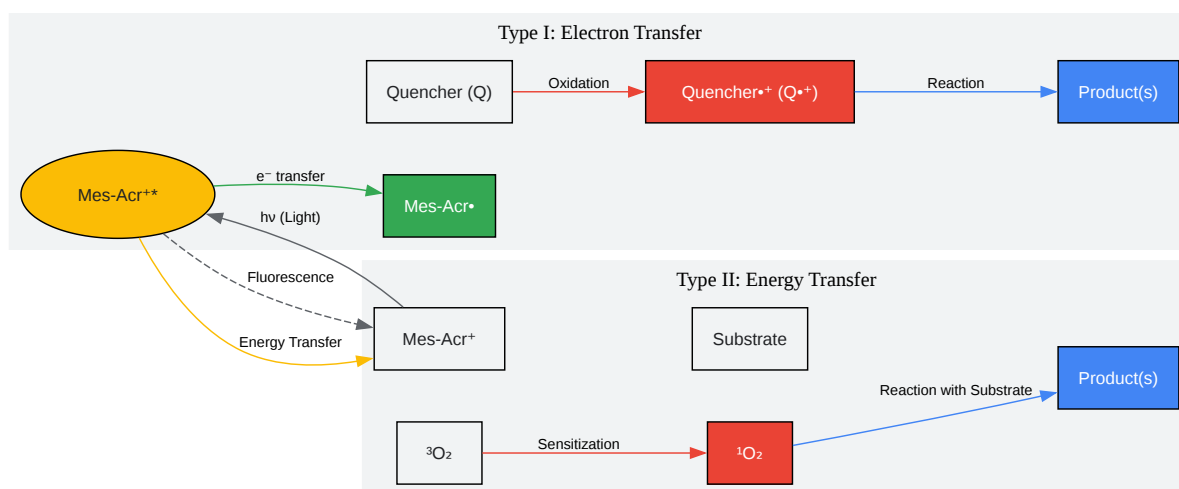 Type I: Electron Transfer
Quencher (Q)
Oxidation
Quencher•⁺ (Q•⁺)
Reaction
Product(s)
Mes-Acr⁺*
e⁻ transfer
Mes-Acr•
hν (Light)
Fluorescence
Energy Transfer
Type II: Energy Transfer
Mes-Acr⁺
Substrate
Product(s)
Reaction with Substrate
³O₂
Sensitization
¹O₂